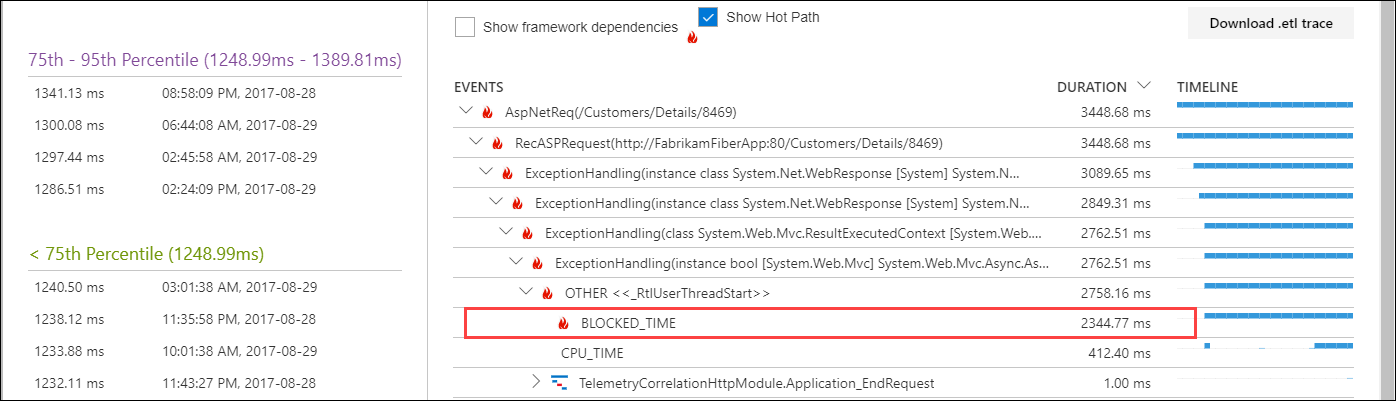 75th - 95th Percentile (1248.99ms - 1389.81ms)
1341.13 ms 08:58:09 PM, 2017-08-28
1300.08 ms 06:44:08 AM, 2017-08-29
1297.44 ms 02:45:58 AM, 2017-08-29
1286.51 ms 02:24:09 PM, 2017-08-29
< 75th Percentile (1248.99ms)
1240.50 ms 03:01:38 AM, 2017-08-29
1238.12 ms 11:35:58 PM, 2017-08-28
1233.88 ms 10:01:38 AM, 2017-08-29
1232.11 ms 11:43:27 PM, 2017-08-28
Show framework dependencies
Show Hot Path
Download .etl trace
EVENTS DURATION TIMELINE
AspNetReq(/Customers/Details/8469) 3448.68 ms
RecASPRequest(http://FabrikamFiberApp:80/Customers/Details/8469) 3448.68 ms
ExceptionHandling(instance class System.Net.WebResponse [System] System.N... 3089.65 ms
ExceptionHandling(instance class System.Net.WebResponse [System] System.N... 2849.31 ms
ExceptionHandling(class System.Web.Mvc.ResultExecutedContext [System.Web.... 2762.51 ms
ExceptionHandling(instance bool [System.Web.Mvc] System.Web.Mvc.Async.As... 2762.51 ms
OTHER <<_RtlUserThreadStart>> 2758.16 ms
BLOCKED_TIME 2344.77 ms
CPU_TIME 412.40 ms
TelemetryCorrelationHttpModule.Application_EndRequest 1.00 ms